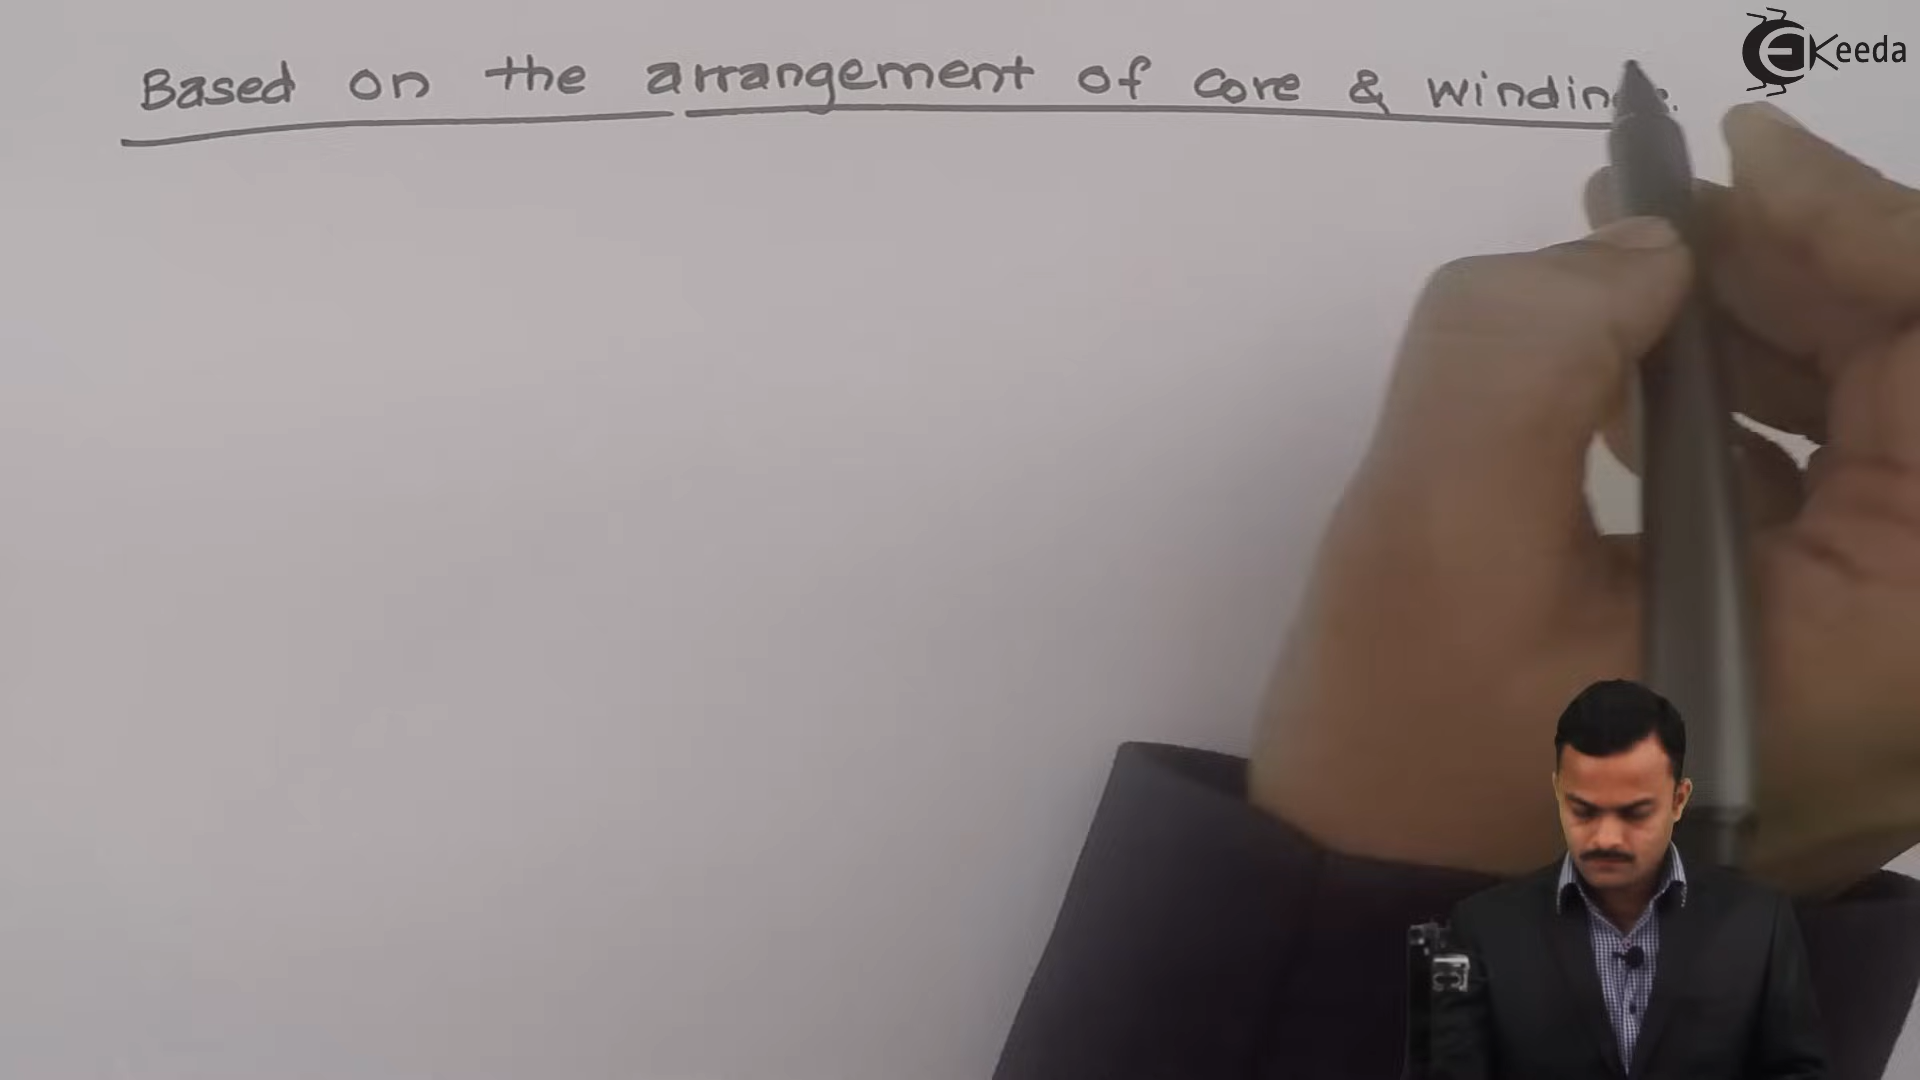 Based on the arrangement of core &
Keeda